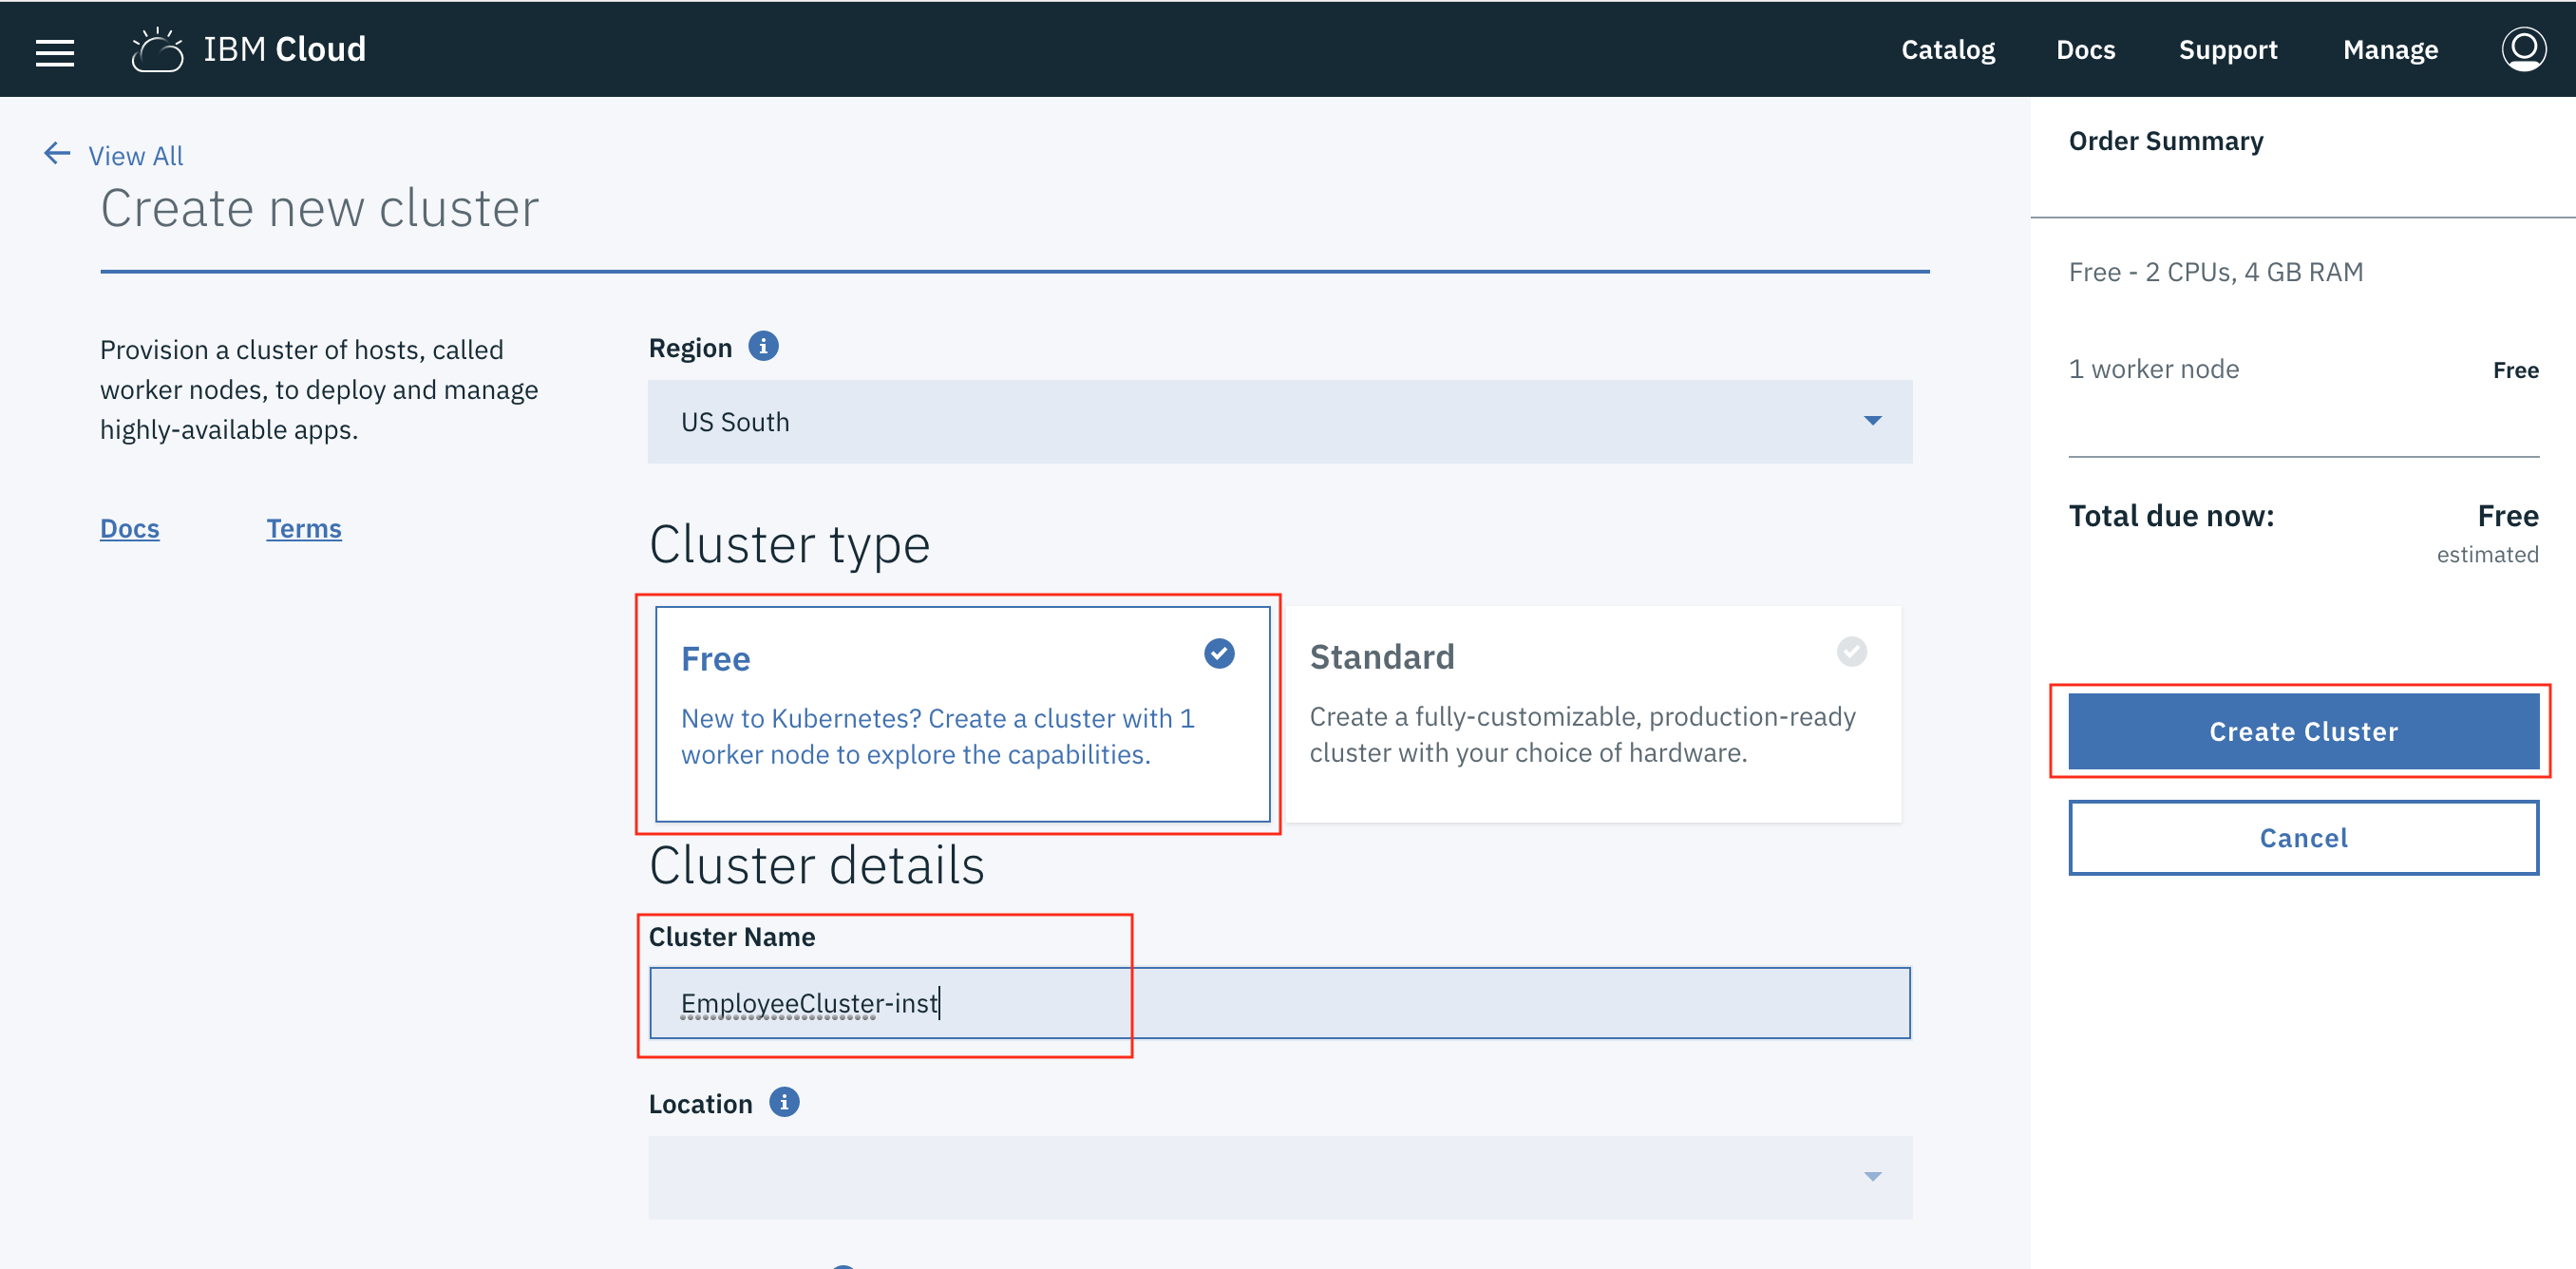 IBM Cloud
Catalog
Docs
Support
Manage
View All
Create new cluster
Provision a cluster of hosts, called
worker nodes, to deploy and manage
highly-available apps.
Docs
Terms
Region
US South
Cluster type
Free
New to Kubernetes? Create a cluster with 1
worker node to explore the capabilities.
Standard
Create a fully-customizable, production-ready
cluster with your choice of hardware.
Cluster details
Cluster Name
EmployeeCluster-inst
Location
Order Summary
Free - 2 CPUs, 4 GB RAM
1 worker node Free
Total due now: Free
estimated
Create Cluster
Cancel